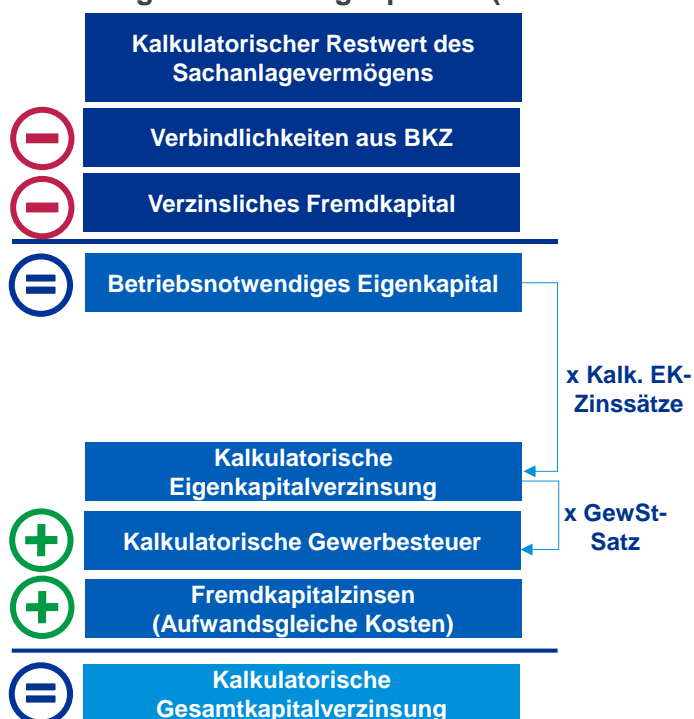 Kalkulatorischer Restwert des
Sachanlagevermögens
Verbindlichkeiten aus BKZ
Verzinsliches Fremdkapital
Betriebsnotwendiges Eigenkapital
x Kalk. EK-
Zinssätze
Kalkulatorische
Eigenkapitalverzinsung
x GewSt-
Satz
Kalkulatorische Gewerbesteuer
Fremdkapitalzinsen
(Aufwandsgleiche Kosten)
Kalkulatorische
Gesamtkapitalverzinsung